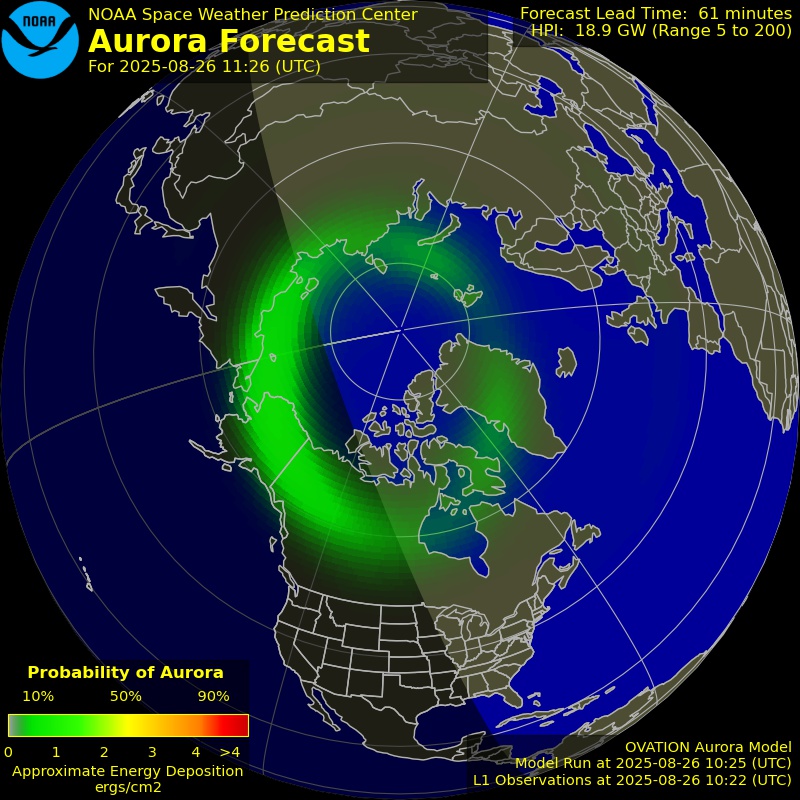 NOAA
NOAA Space Weather Prediction Center
Aurora Forecast
For 2025-08-26 11:26 (UTC)
Forecast Lead Time: 61 minutes
HPI: 18.9 GW (Range 5 to 200)
Probability of Aurora
10% 50% 90%
0 1 2 3 4 >4
Approximate Energy Deposition
ergs/cm2
OVATION Aurora Model
Model Run at 2025-08-26 10:25 (UTC)
L1 Observations at 2025-08-26 10:22 (UTC)